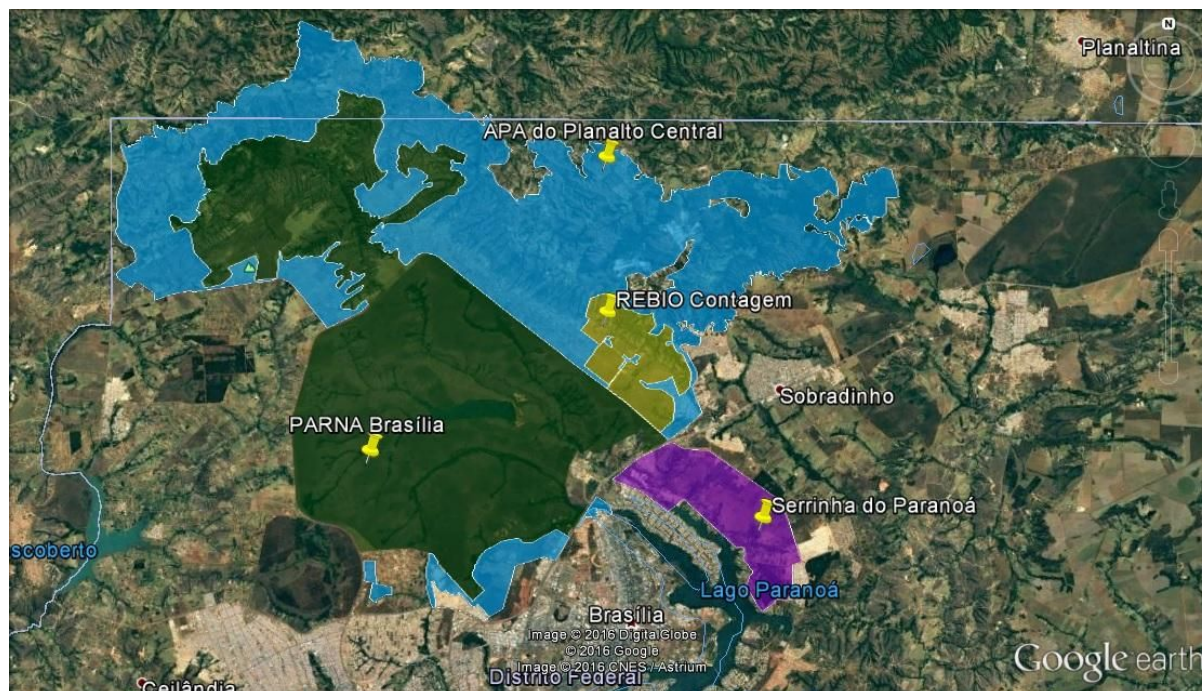 N
Planaltina
APA do Planalto Central
REBIO Contagem
Sobradinho
PARNA Brasília
Serrinha do Paranoá
scoberto
Lago Paranoá
Brasília
Image © 2016 DigitalGlobe
© 2016 Google
Image © 2016 CNES / Astrium
Distrito Federal
Google earth
Ceilândia